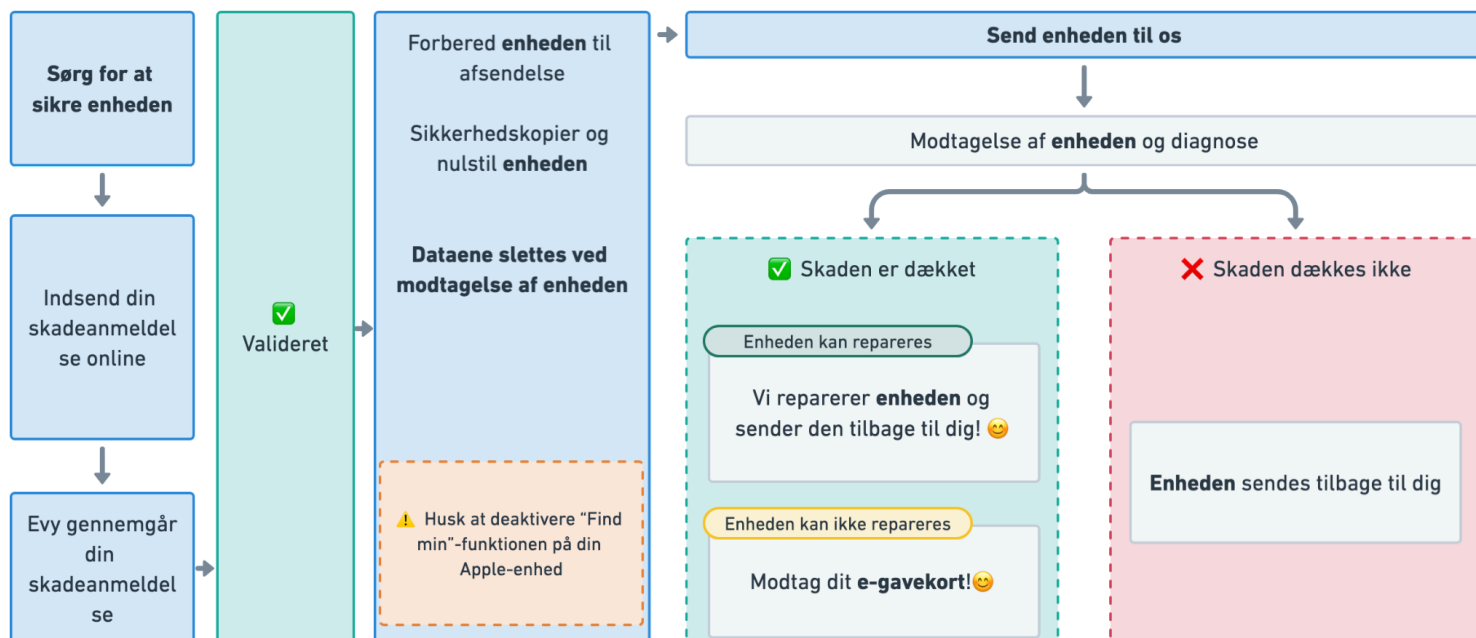 Sørg for at
sikre enheden
Indsend din
skadeanmeldel
se online
Evy gennemgår
din
skadeanmeldel
se
✅
Valideret
Forbered enheden til
afsendelse
Sikkerhedskopier og
nulstil enheden
Dataene slettes ved
modtagelse af enheden
⚠️ Husk at deaktivere “Find
min”-funktionen på din
Apple-enhed
Send enheden til os
Modtagelse af enheden og diagnose
✅ Skaden er dækket
Enheden kan repareres
Vi reparerer enheden og
sender den tilbage til dig! 😊
Enheden kan ikke repareres
Modtag dit e-gavekort!😊
❌ Skaden dækkes ikke
Enheden sendes tilbage til dig